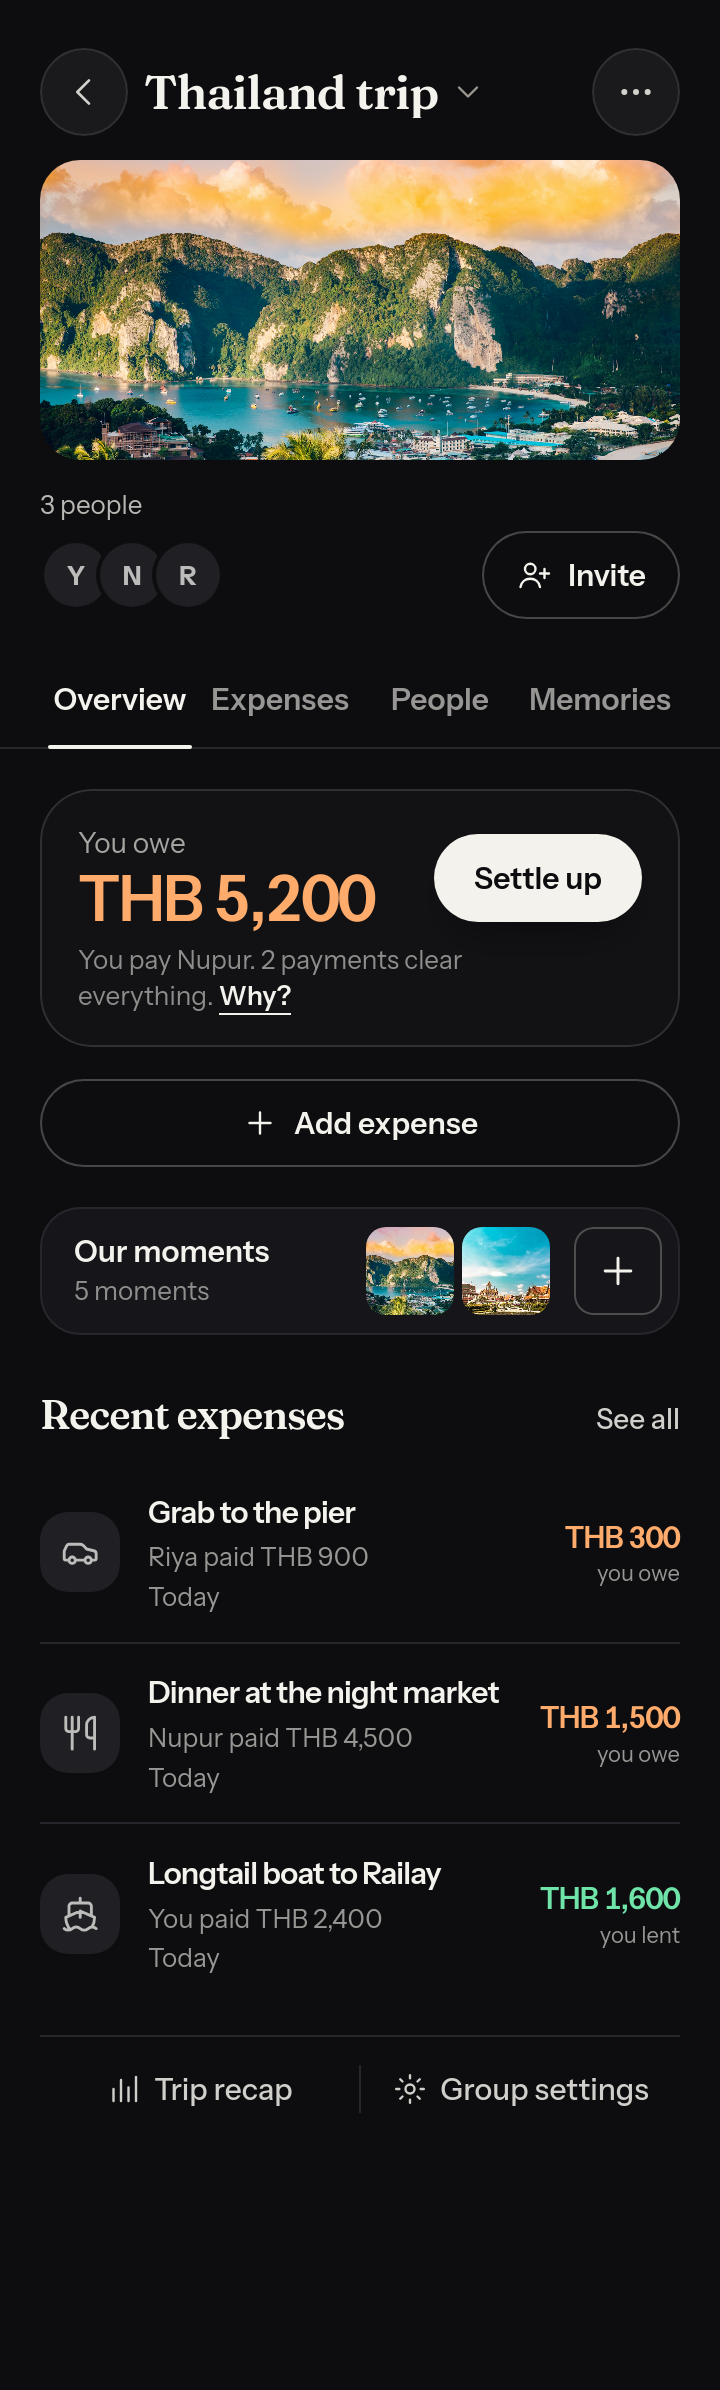 Thailand trip
3 people
Y N R
Invite
Overview Expenses People Memories
You owe
THB 5,200
Settle up
You pay Nupur. 2 payments clear
everything. Why?
Add expense
Our moments
5 moments
Recent expenses
See all
Grab to the pier
Riya paid THB 900
Today
THB 300
you owe
Dinner at the night market
Nupur paid THB 4,500
Today
THB 1,500
you owe
Longtail boat to Railay
You paid THB 2,400
Today
THB 1,600
you lent
Trip recap
Group settings